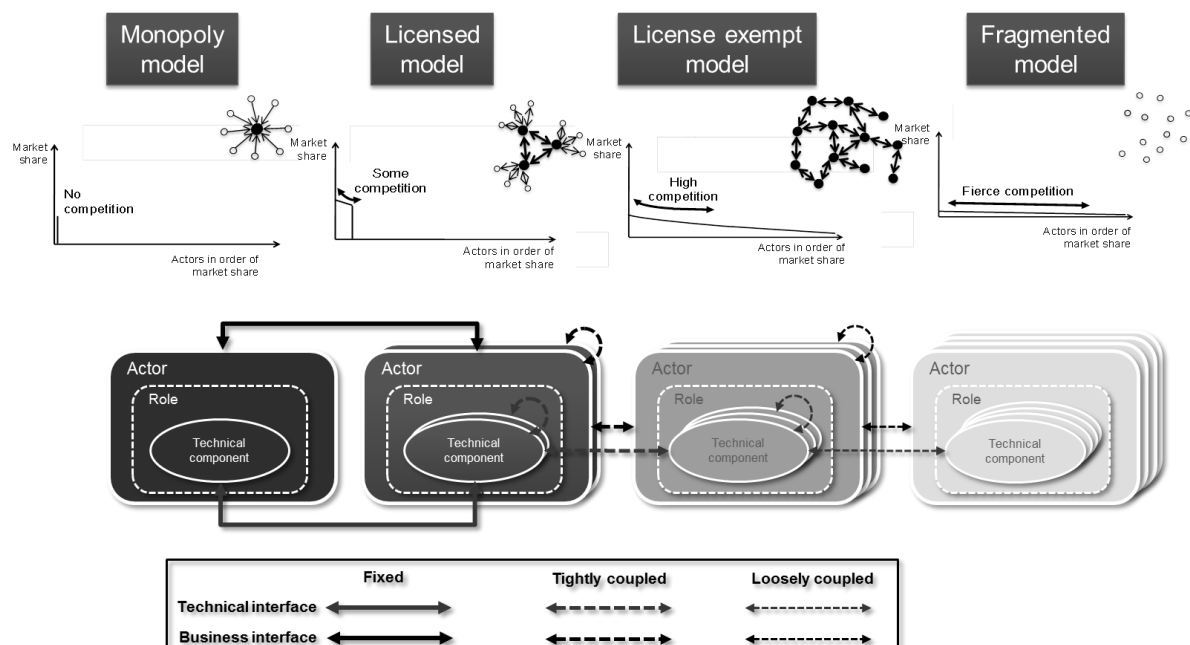 Monopoly
model
Licensed
model
License exempt
model
Fragmented
model
Market
share
No
competition
Actors in order of
market share
Market
share
Some
competition
Actors in order of
market share
Market
share
High
competition
Actors in order of
market share
Market
share
Fierce competition
Actors in order of
market share
Actor
Role
Technical
component
Actor
Role
Technical
component
Actor
Role
Technical
component
Actor
Role
Technical
component
Fixed
Tightly coupled
Loosely coupled
Technical interface
Business interface